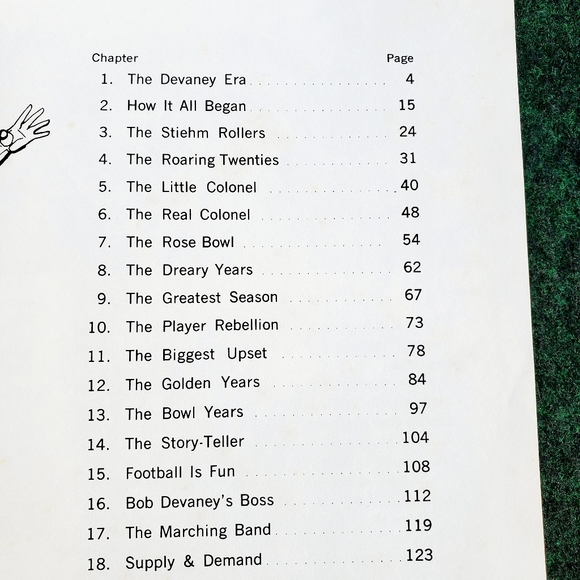 Chapter Page
1. The Devaney Era 4
2. How It All Began 15
3. The Stiehm Rollers 24
4. The Roaring Twenties 31
5. The Little Colonel 40
6. The Real Colonel 48
7. The Rose Bowl 54
8. The Dreary Years 62
9. The Greatest Season 67
10. The Player Rebellion 73
11. The Biggest Upset 78
12. The Golden Years 84
13. The Bowl Years 97
14. The Story-Teller 104
15. Football Is Fun 108
16. Bob Devaney's Boss 112
17. The Marching Band 119
18. Supply & Demand 123